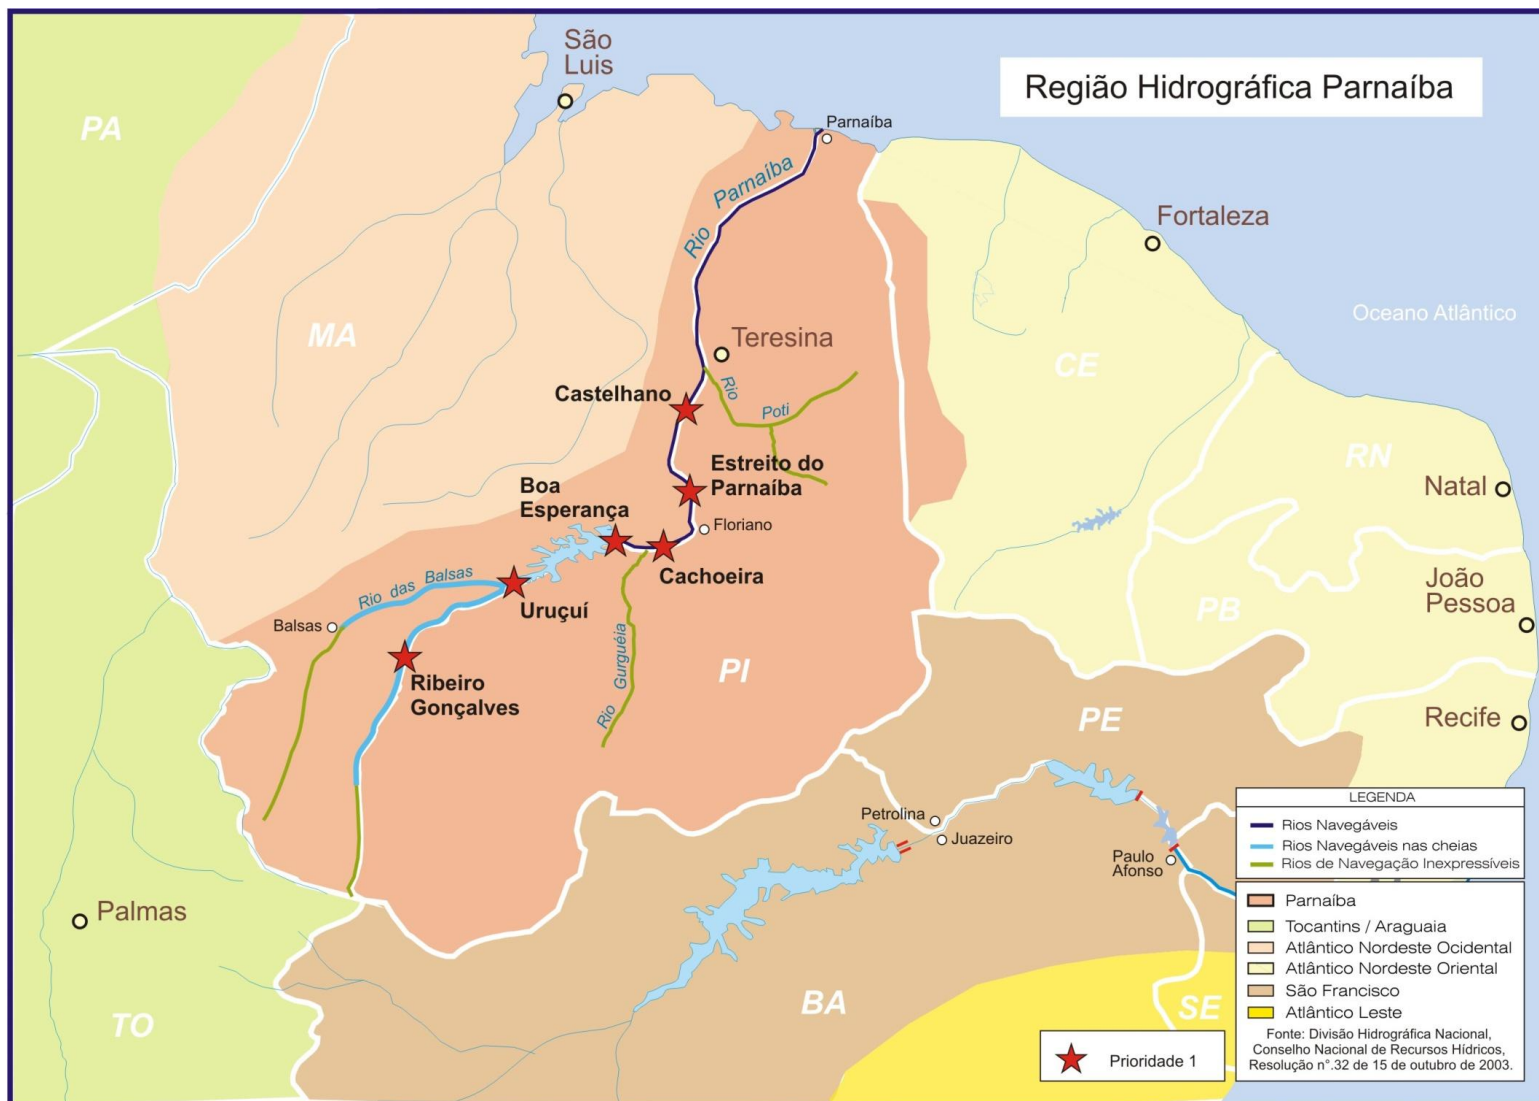 Região Hidrográfica Parnaíba
São
Luis
PA
Parnaíba
Rio Parnaíba
Fortaleza
Oceano Atlântico
MA
Teresina
CE
Castelhano
Rio
Poti
RN
Natal
Estreito do
Parnaíba
Boa
Esperança
Floriano
Cachoeira
Rio das Balsas
Uruçuí
João
Pessoa
PB
Balsas
Rio Gurguéia
PI
Ribeiro
Gonçalves
PE
Recife
Petrolina
Juazeiro
Paulo
Afonso
Palmas
TO
BA
SE
LEGENDA
Rios Navegáveis
Rios Navegáveis nas cheias
Rios de Navegação Inexpressíveis
Parnaíba
Tocantins / Araguaia
Atlântico Nordeste Ocidental
Atlântico Nordeste Oriental
São Francisco
Atlântico Leste
Fonte: Divisão Hidrográfica Nacional,
Conselho Nacional de Recursos Hídricos,
Resolução n°.32 de 15 de outubro de 2003.
Prioridade 1